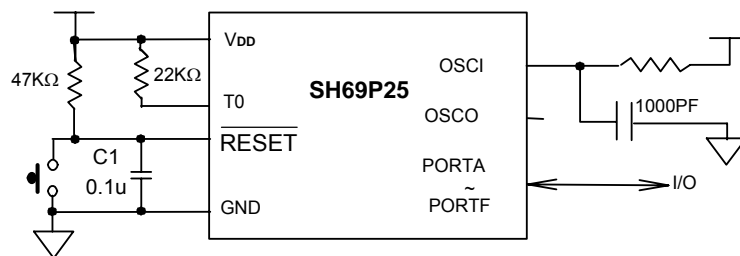 VDD
47KΩ
22KΩ
T0
RESET
C1
0.1u
GND
SH69P25
OSCI
OSCO
PORTA
~
PORTF
1000PF
I/O